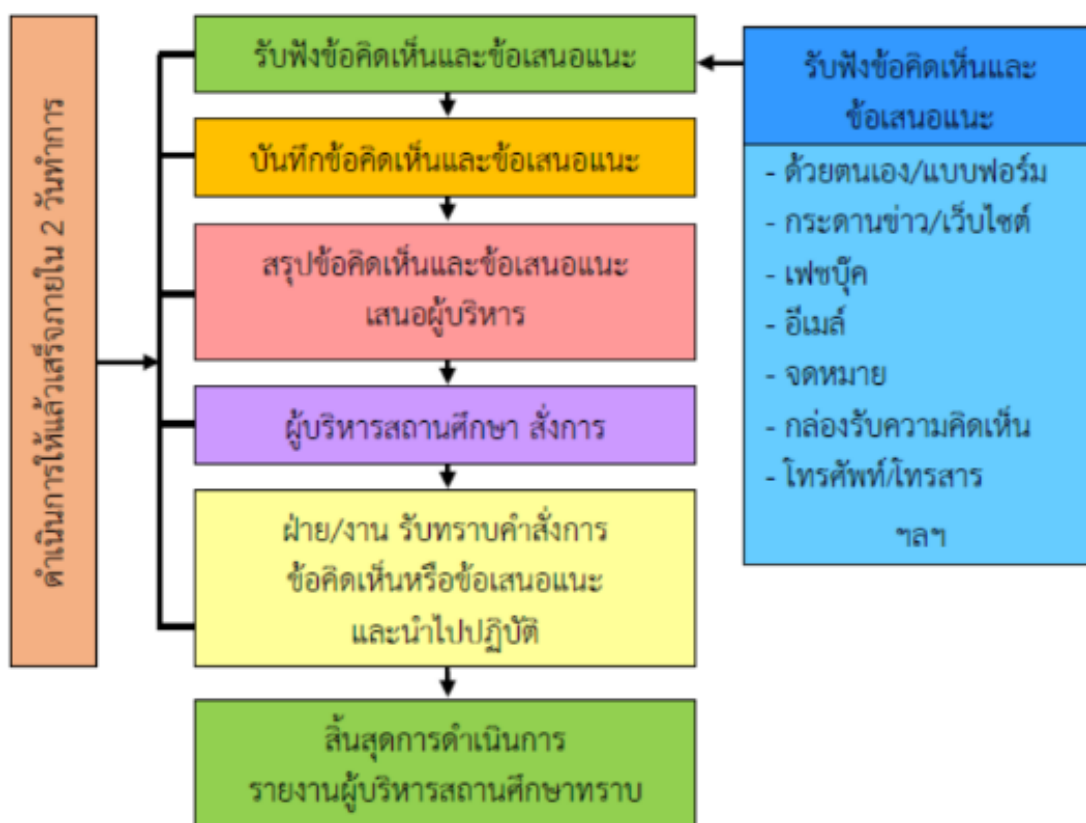 ดำเนินการให้แล้วเสร็จภายใน 2 วันทำการ
รับฟังข้อคิดเห็นและข้อเสนอแนะ
บันทึกข้อคิดเห็นและข้อเสนอแนะ
สรุปข้อคิดเห็นและข้อเสนอแนะ
เสนอผู้บริหาร
ผู้บริหารสถานศึกษา สั่งการ
ฝ่าย/งาน รับทราบคำสั่งการ
ข้อคิดเห็นหรือข้อเสนอแนะ
และนำไปปฏิบัติ
สิ้นสุดการดำเนินการ
รายงานผู้บริหารสถานศึกษาทราบ
รับฟังข้อคิดเห็นและ
ข้อเสนอแนะ
- ด้วยตนเอง/แบบฟอร์ม
- กระดานข่าว/เว็บไซต์
- เฟซบุ๊ค
- อีเมล์
- จดหมาย
- กล่องรับความคิดเห็น
- โทรศัพท์/โทรสาร
ฯลฯ